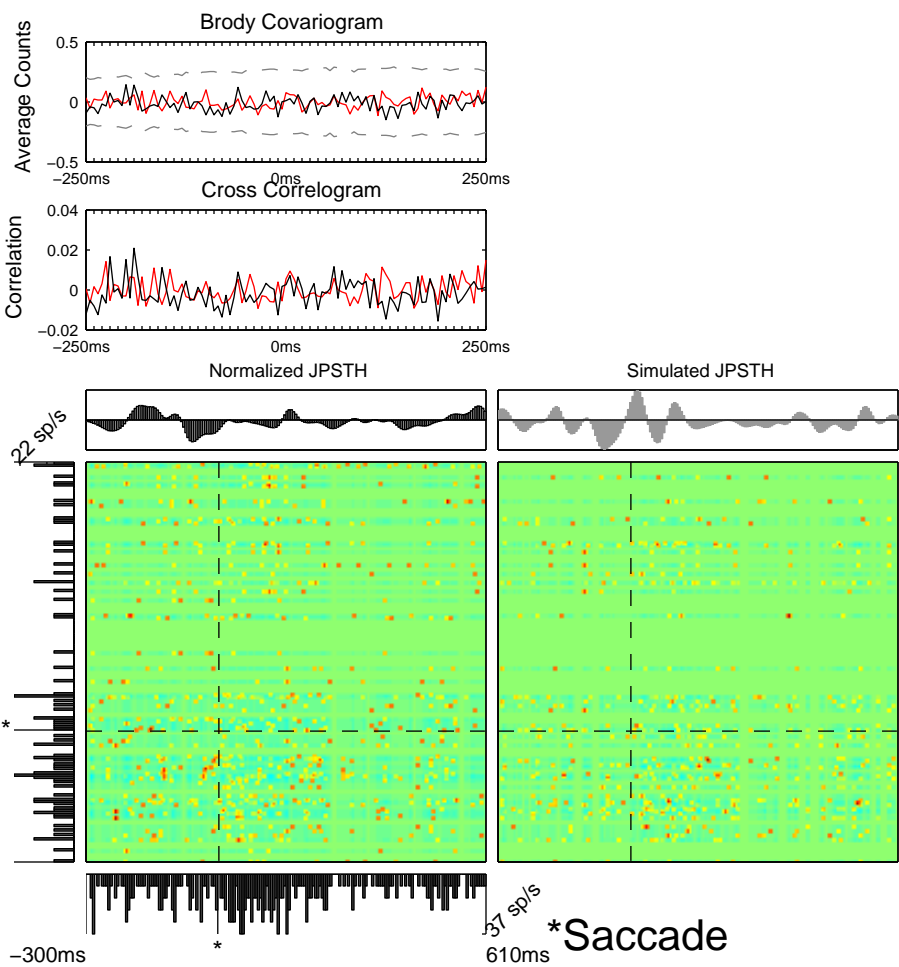 Brody Covariogram
Average Counts
0.5
0
−0.5
−250ms
0ms
250ms
Cross Correlogram
Correlation
0.04
0.02
0
−0.02
−250ms
0ms
250ms
Normalized JPSTH
Simulated JPSTH
22 sp/s
*
*
37 sp/s
*Saccade
−300ms
610ms